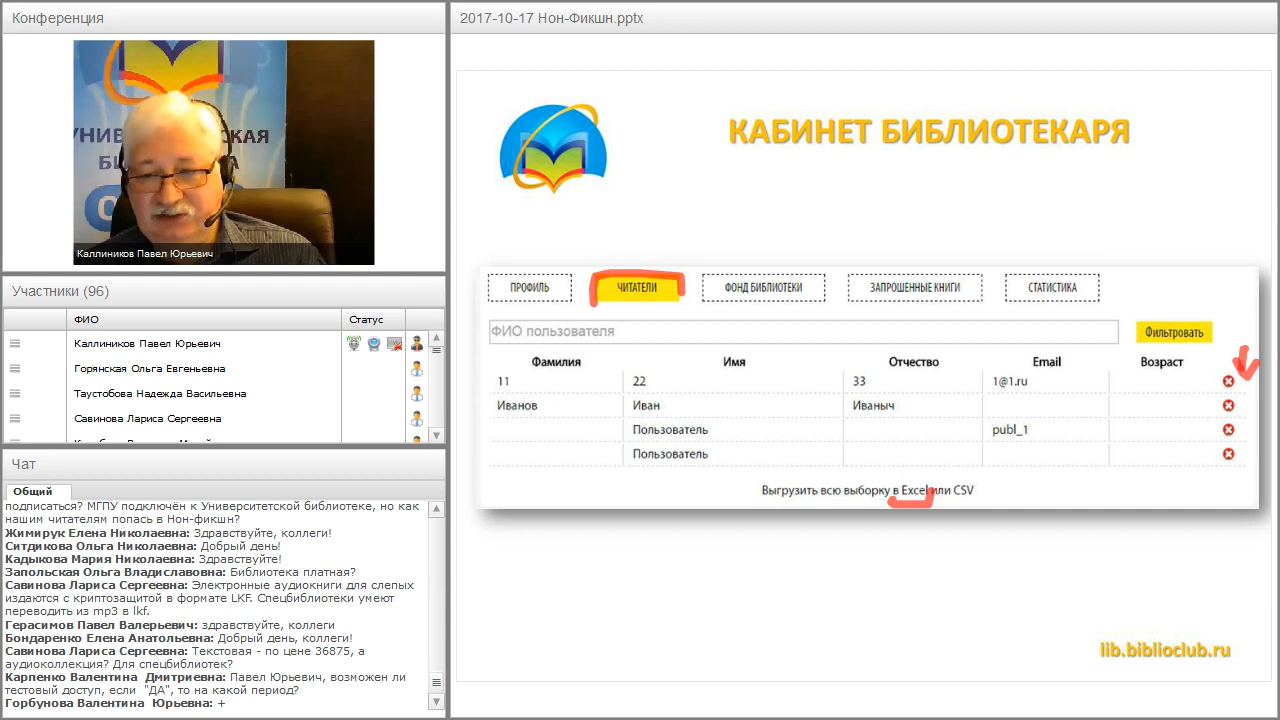 Конференция
УНИВ СКАЯ
БИ А
Каллиников Павел Юрьевич
Участники (96)
ФИО Статус
Каллиников Павел Юрьевич
Горянская Ольга Евгеньевна
Таустобова Надежда Васильевна
Савинова Лариса Сергеевна
Чат
Общий
подписаться? МГПУ подключён к Университетской библиотеке, но как
нашим читателям попась в Нон-фикшн?
Жимирук Елена Николаевна: Здравствуйте, коллеги!
Ситдикова Ольга Николаевна: Добрый день!
Кадыкова Мария Николаевна: Здравствуйте!
Запольская Ольга Владиславовна: Библиотека платная?
Савинова Лариса Сергеевна: Электронные аудиокниги для слепых
издаются с криптозащитой в формате LKF. Спецбиблиотеки умеют
переводить из mp3 в lkf.
Герасимов Павел Валерьевич: здравствуйте, коллеги
Бондаренко Елена Анатольевна: Добрый день, коллеги!
Савинова Лариса Сергеевна: Текстовая - по цене 36875, а
аудиоколлекция? Для спецбиблиотек?
Карпенко Валентина Дмитриевна: Павел Юрьевич, возможен ли
тестовый доступ, если "ДА", то на какой период?
Горбунова Валентина Юрьевна: +
2017-10-17 Нон-Фикшн.pptx
КАБИНЕТ БИБЛИОТЕКАРЯ
ПРОФИЛЬ ЧИТАТЕЛИ ФОНД БИБЛИОТЕКИ ЗАПРОШЕННЫЕ КНИГИ СТАТИСТИКА
ФИО пользователя Фильтровать
Фамилия Имя Отчество Email Возраст
11 22 33 1@1.ru
Иванов Иван Иваныч
Пользователь publ_1
Пользователь
Выгрузить всю выборку в Excel или CSV
lib.biblioclub.ru